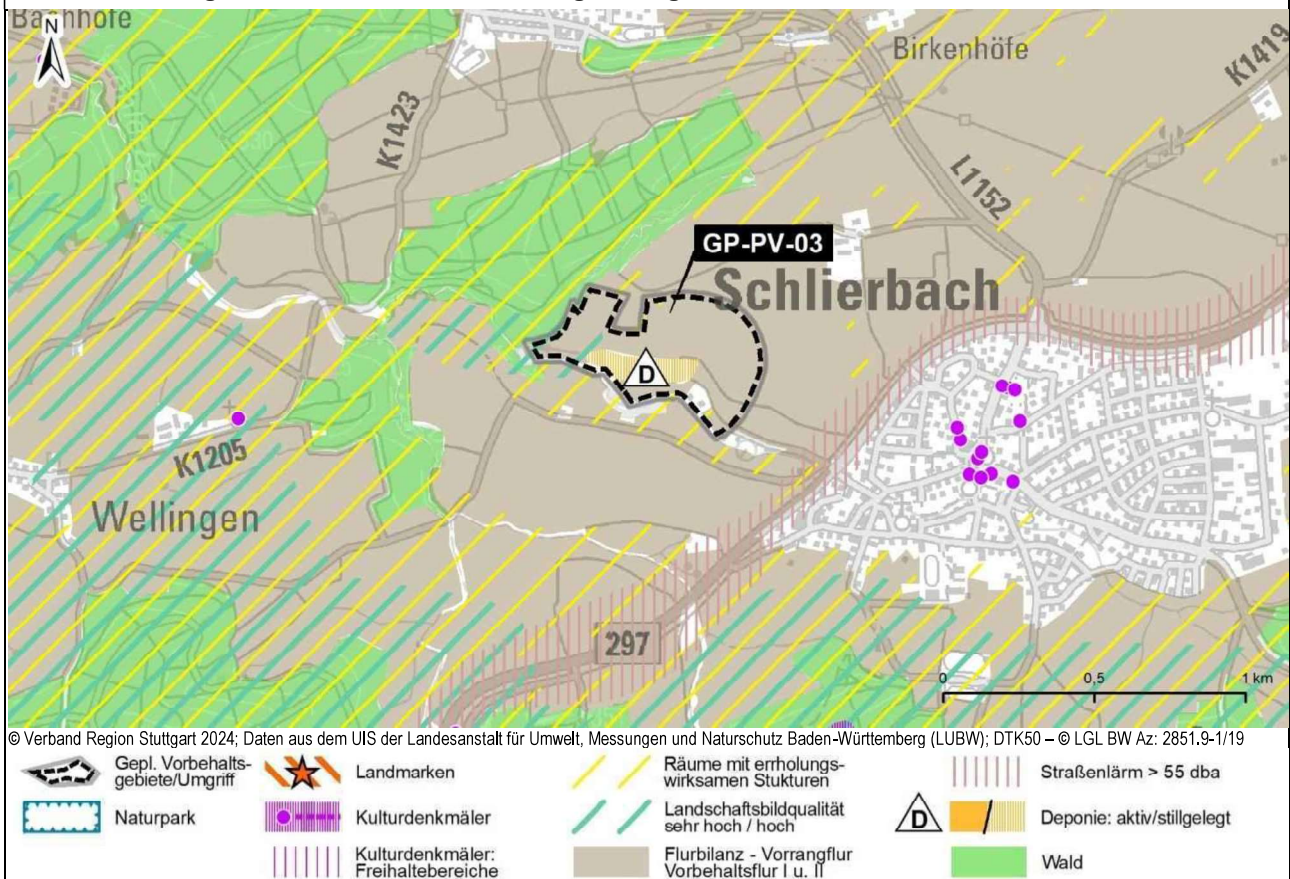 Bachhöfe
N
Birkenhöfe
K1419
K1423
L1152
330
GP-PV-03
Schlierbach
D
K1205
Wellingen
297
0 0,5 1 km
© Verband Region Stuttgart 2024; Daten aus dem UIS der Landesanstalt für Umwelt, Messungen und Naturschutz Baden-Württemberg (LUBW); DTK50 – © LGL BW Az: 2851.9-1/19
Gepl. Vorbehalts-
gebiete/Umgriff
Naturpark
Landmarken
Kulturdenkmäler
Kulturdenkmäler:
Freihaltebereiche
Räume mit errholungs-
wirksamen Stukturen
Landschaftsbildqualität
sehr hoch / hoch
Flurbilanz - Vorrangflur
Vorbehaltsflur I u. II
Straßenlärm > 55 dba
D
Deponie: aktiv/stillgelegt
Wald